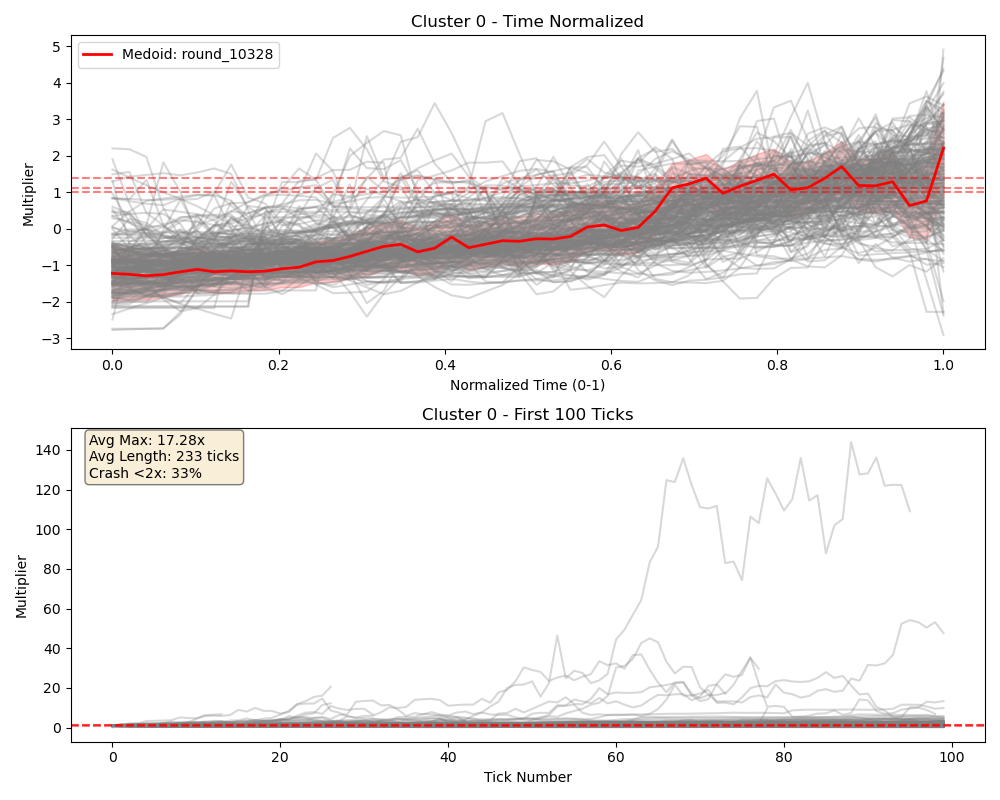 Cluster 0 - Time Normalized
Medoid: round_10328
5
4
3
2
1
0
−1
−2
−3
Multiplier
0.0 0.2 0.4 0.6 0.8 1.0
Normalized Time (0-1)
Cluster 0 - First 100 Ticks
Avg Max: 17.28x
Avg Length: 233 ticks
Crash <2x: 33%
140
120
100
80
60
40
20
0
Multiplier
0 20 40 60 80 100
Tick Number